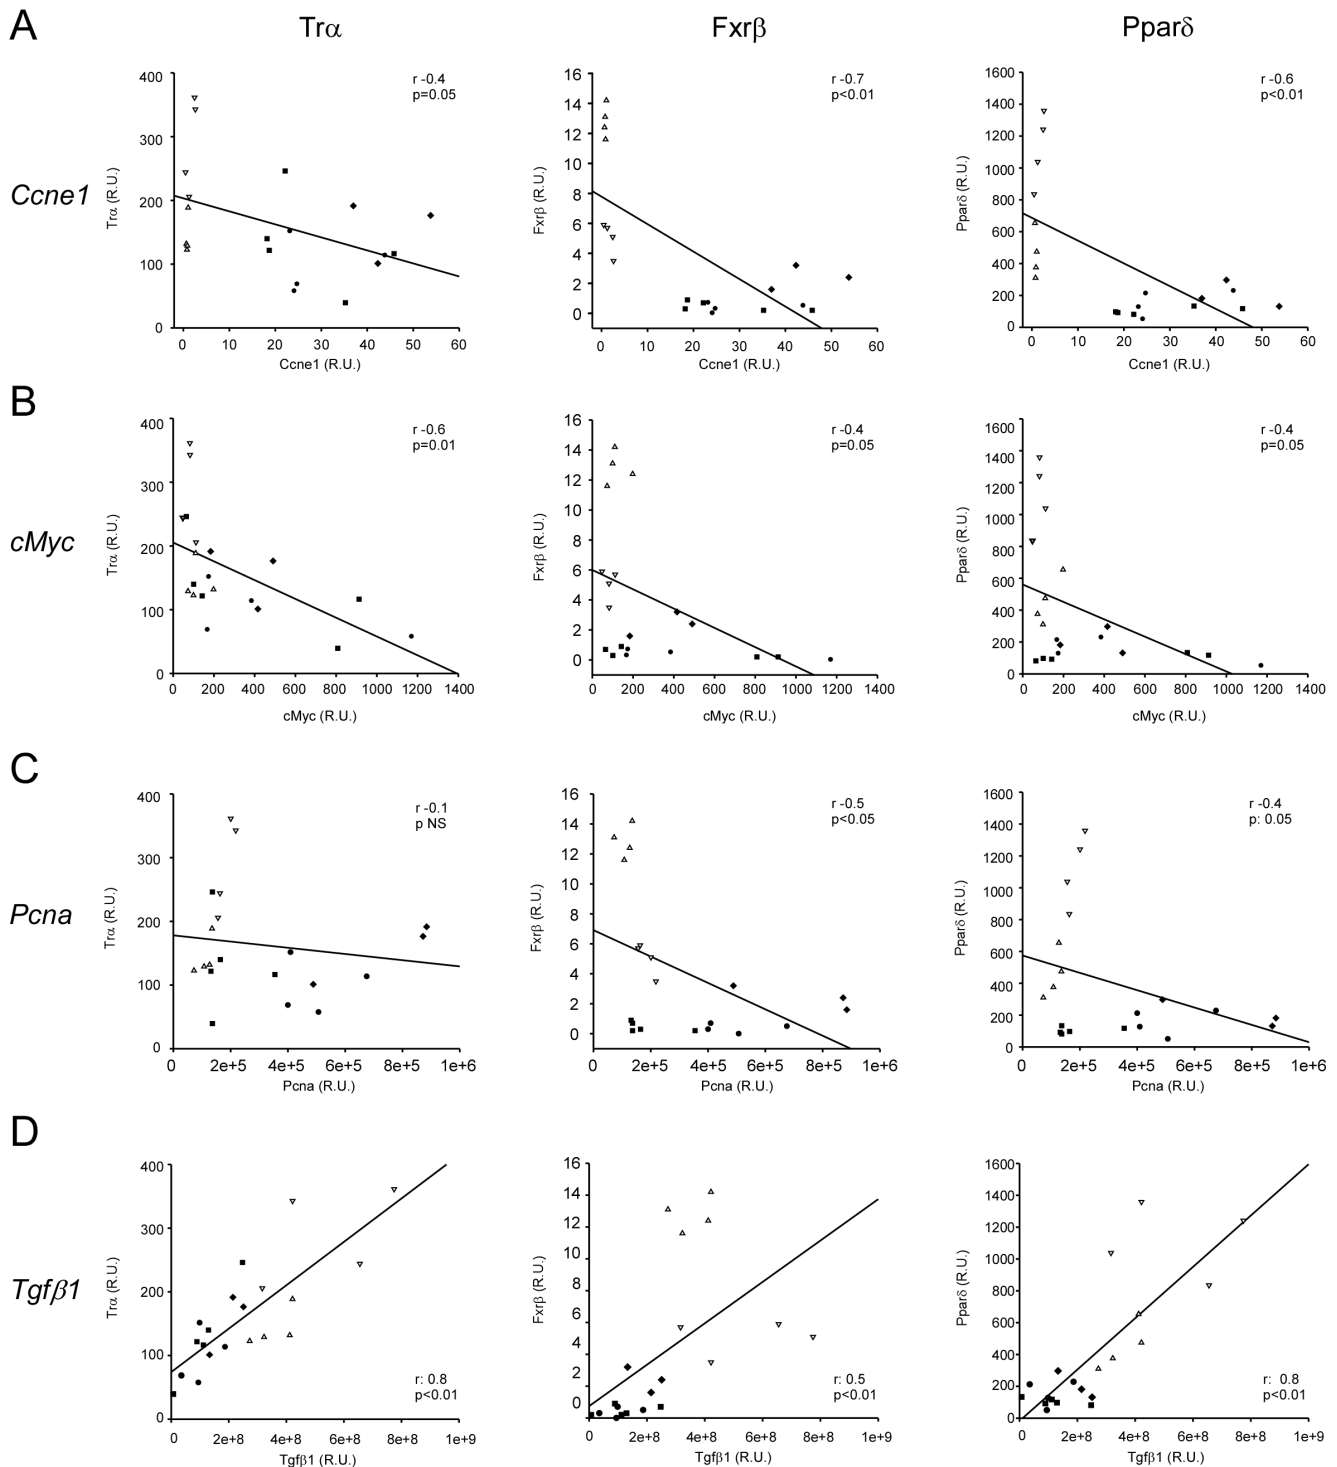 A
Trα Fxrβ Pparδ
Ccne1
400
300
200
100
0
Trα (R.U.)
r -0.4
p=0.05
0 10 20 30 40 50 60
Ccne1 (R.U.)
16
14
12
10
8
6
4
2
0
Fxrβ (R.U.)
r -0.7
p<0.01
0 10 20 30 40 50 60
Ccne1 (R.U.)
1600
1400
1200
1000
800
600
400
200
0
Pparδ (R.U.)
r -0.6
p<0.01
0 10 20 30 40 50 60
Ccne1 (R.U.)
B
cMyc
400
300
200
100
0
Trα (R.U.)
r -0.6
p=0.01
0 200 400 600 800 1000 1200 1400
cMyc (R.U.)
16
14
12
10
8
6
4
2
0
Fxrβ (R.U.)
r -0.4
p=0.05
0 200 400 600 800 1000 1200 1400
cMyc (R.U.)
1600
1400
1200
1000
800
600
400
200
0
Pparδ (R.U.)
r -0.4
p=0.05
0 200 400 600 800 1000 1200 1400
cMyc (R.U.)
C
Pcna
400
300
200
100
0
Trα (R.U.)
r -0.1
p NS
0 2e+5 4e+5 6e+5 8e+5 1e+6
Pcna (R.U.)
16
14
12
10
8
6
4
2
0
Fxrβ (R.U.)
r -0.5
p<0.05
0 2e+5 4e+5 6e+5 8e+5 1e+6
Pcna (R.U.)
1600
1400
1200
1000
800
600
400
200
0
Pparδ (R.U.)
r -0.4
p: 0.05
0 2e+5 4e+5 6e+5 8e+5 1e+6
Pcna (R.U.)
D
Tgfβ1
400
300
200
100
0
Trα (R.U.)
r: 0.8
p<0.01
0 2e+8 4e+8 6e+8 8e+8 1e+9
Tgfβ1 (R.U.)
16
14
12
10
8
6
4
2
0
Fxrβ (R.U.)
r: 0.5
p<0.01
0 2e+8 4e+8 6e+8 8e+8 1e+9
Tgfβ1 (R.U.)
1600
1400
1200
1000
800
600
400
200
0
Pparδ (R.U.)
r: 0.8
p<0.01
0 2e+8 4e+8 6e+8 8e+8 1e+9
Tgfβ1 (R.U.)